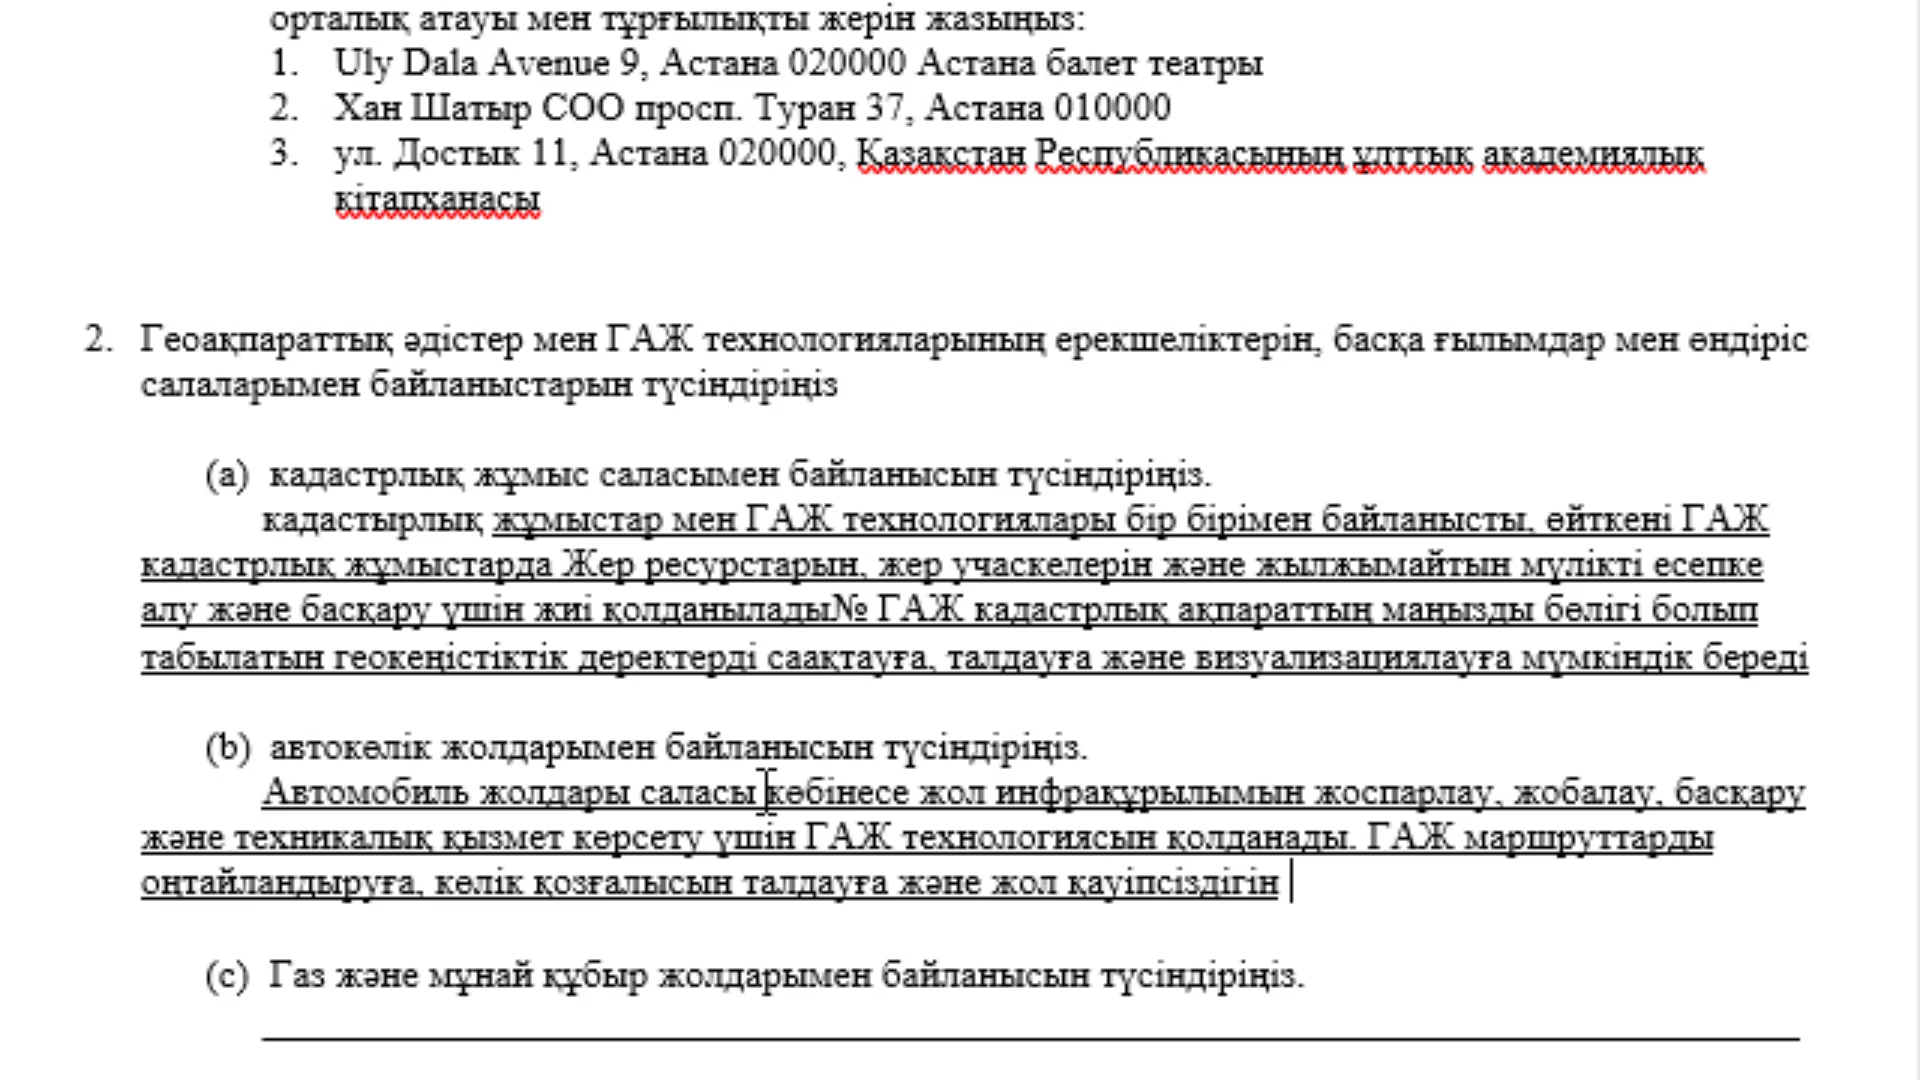 орталық атауы мен тұрғылықты жерін жазыңыз:
1. Uly Dala Avenue 9, Астана 020000 Астана балет театры
2. Хан Шатыр СОО просп. Туран 37, Астана 010000
3. ул. Достык 11, Астана 020000, Қазақстан Республикасының ұлттық академиялық
кітапханасы
2. Геоақпараттық әдістер мен ГАЖ технологияларының ерекшеліктерін, басқа ғылымдар мен өндіріс
салаларымен байланыстарын түсіндіріңіз
(a) кадастрлық жұмыс саласымен байланысын түсіндіріңіз.
кадастырлық жұмыстар мен ГАЖ технологиялары бір бірімен байланысты, өйткені ГАЖ
кадастрлық жұмыстарда Жер ресурстарын, жер учаскелерін және жылжымайтын мүлікті есепке
алу және басқару үшін жиі қолданылады№ ГАЖ кадастрлық ақпараттың маңызды бөлігі болып
табылатын геокеңістіктік деректерді саақтауға, талдауға және визуализациялауға мүмкіндік береді
(b) автокөлік жолдарымен байланысын түсіндіріңіз.
Автомобиль жолдары саласы көбінесе жол инфрақұрылымын жоспарлау, жобалау, басқару
және техникалық қызмет көрсету үшін ГАЖ технологиясын қолданады. ГАЖ маршруттарды
оңтайландыруға, көлік қозғалысын талдауға және жол қауіпсіздігін
(c) Газ және мұнай құбыр жолдарымен байланысын түсіндіріңіз.